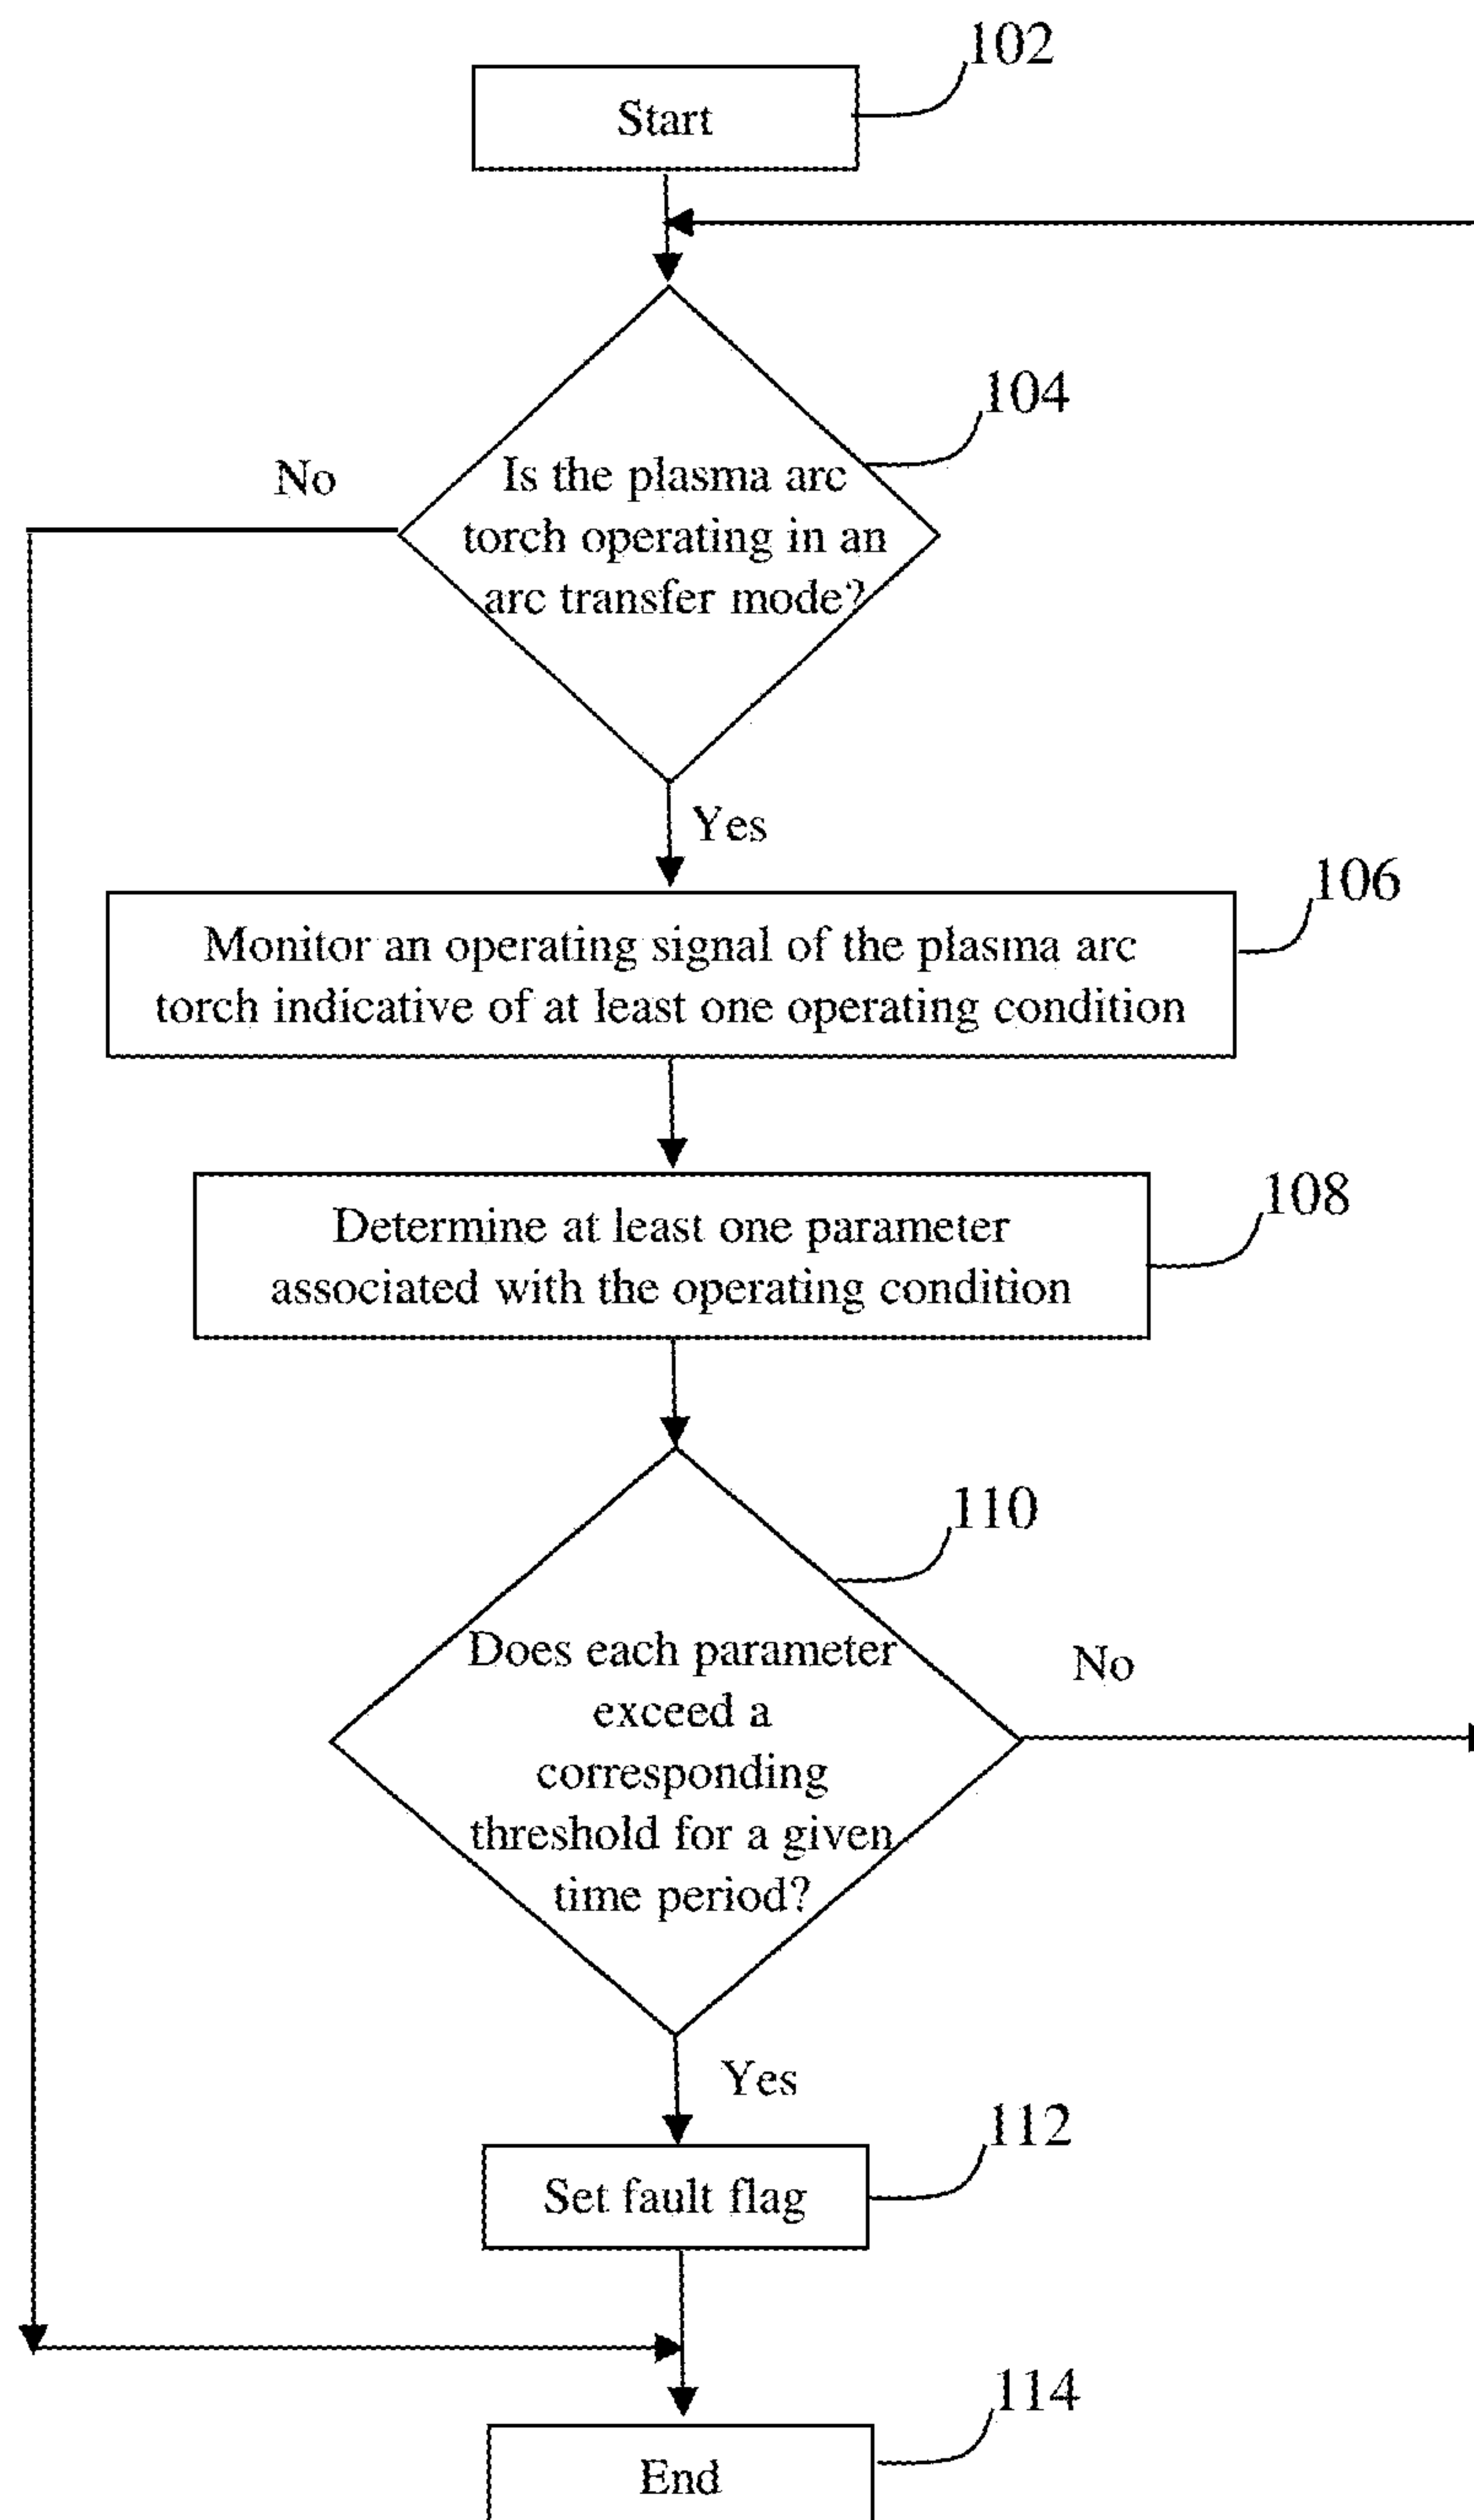 102
Start
104
No
Is the plasma arc
torch operating in an
arc transfer mode?
Yes
106
Monitor an operating signal of the plasma arc
torch indicative of at least one operating condition
108
Determine at least one parameter
associated with the operating condition
110
No
Does each parameter
exceed a
corresponding
threshold for a given
time period?
Yes
112
Set fault flag
114
End